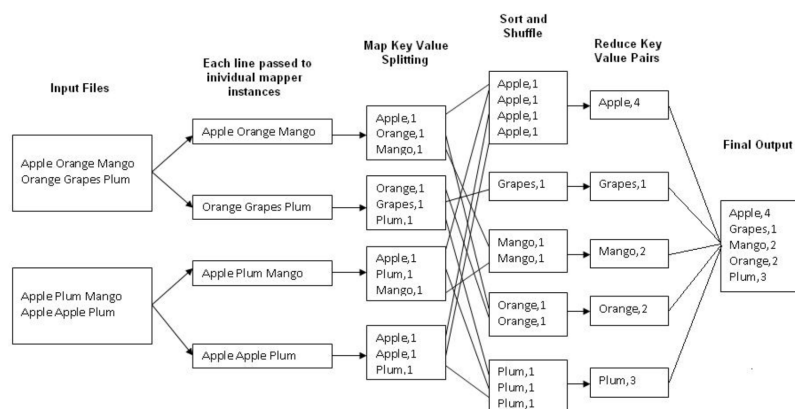 Input Files
Apple Orange Mango
Orange Grapes Plum
Apple Plum Mango
Apple Apple Plum
Each line passed to
inividual mapper
instances
Apple Orange Mango
Orange Grapes Plum
Apple Plum Mango
Apple Apple Plum
Map Key Value
Splitting
Apple,1
Orange,1
Mango,1
Orange,1
Grapes,1
Plum,1
Apple,1
Plum,1
Mango,1
Apple,1
Apple,1
Plum,1
Sort and
Shuffle
Apple,1
Apple,1
Apple,1
Apple,1
Grapes,1
Mango,1
Mango,1
Orange,1
Orange,1
Plum,1
Plum,1
Plum,1
Reduce Key
Value Pairs
Apple,4
Grapes,1
Mango,2
Orange,2
Plum,3
Final Output
Apple,4
Grapes,1
Mango,2
Orange,2
Plum,3